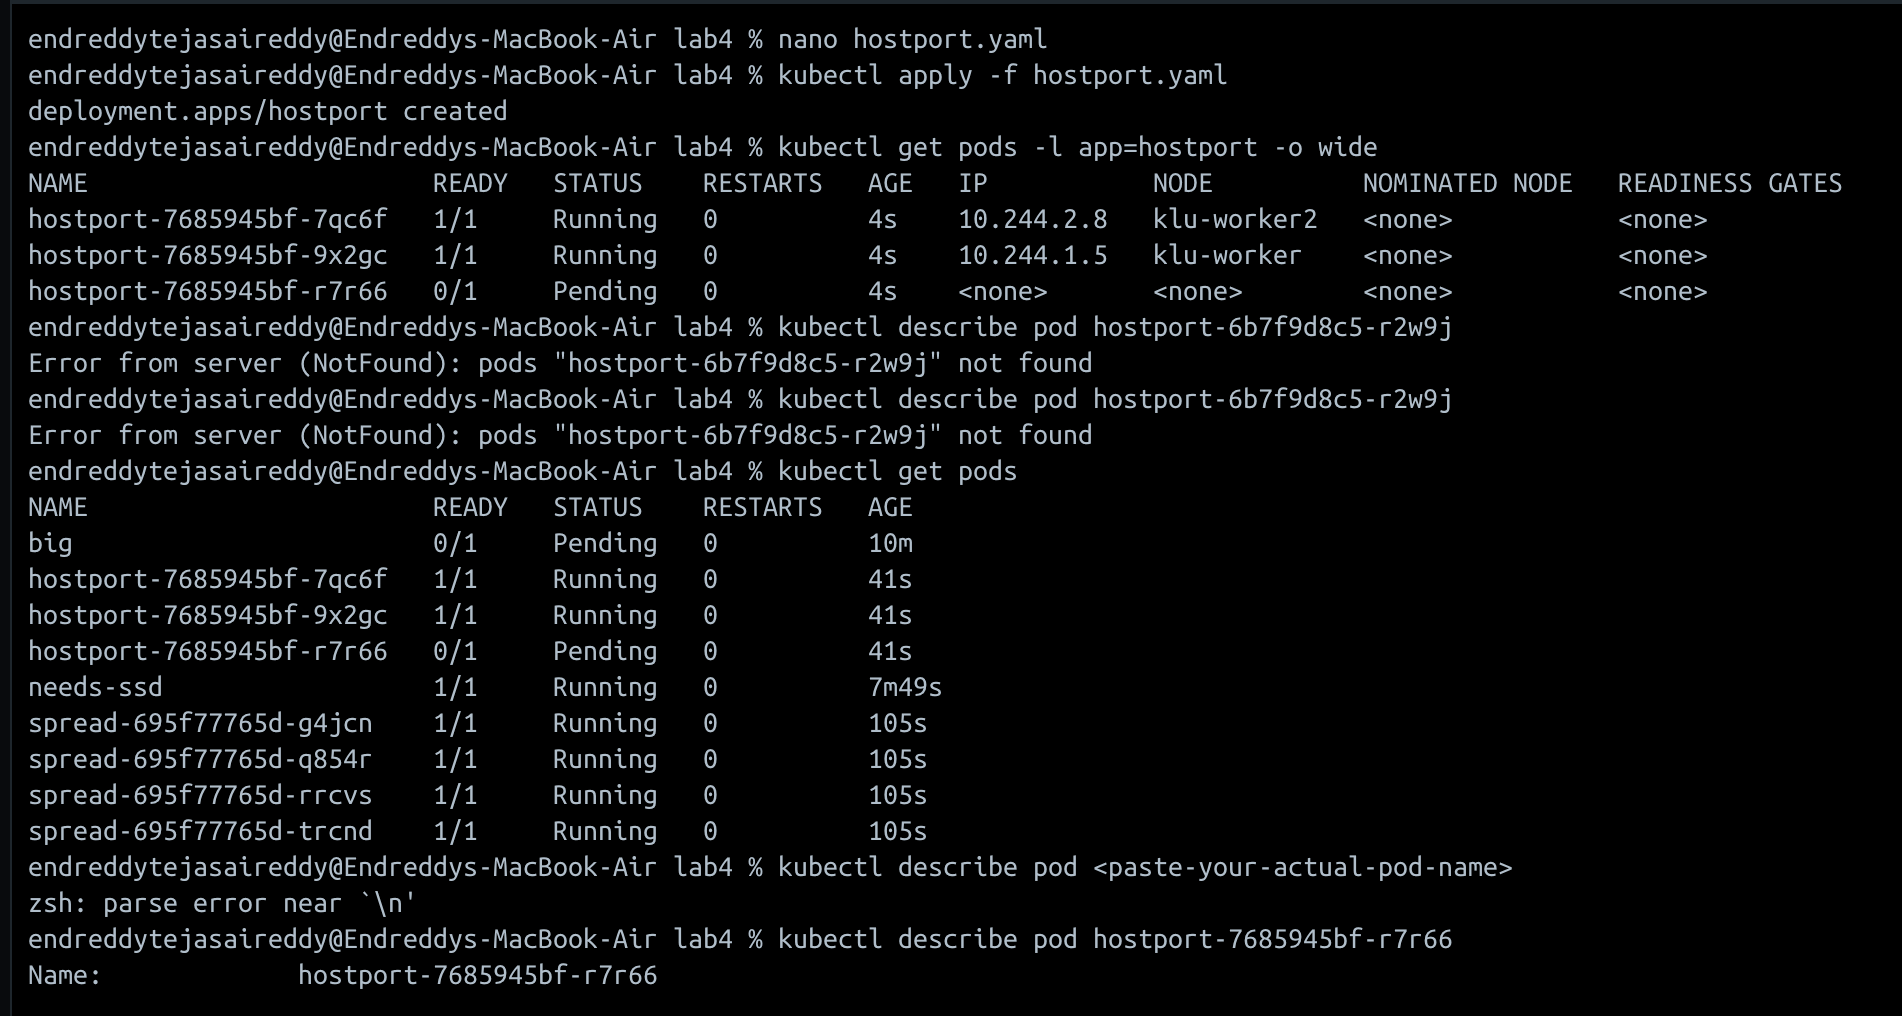 endreddytejasaireddy@Endreddys-MacBook-Air lab4 % nano hostport.yaml
endreddytejasaireddy@Endreddys-MacBook-Air lab4 % kubectl apply -f hostport.yaml
deployment.apps/hostport created
endreddytejasaireddy@Endreddys-MacBook-Air lab4 % kubectl get pods -l app=hostport -o wide
NAME                       READY   STATUS    RESTARTS   AGE   IP           NODE          NOMINATED NODE   READINESS GATES
hostport-7685945bf-7qc6f   1/1     Running   0          4s    10.244.2.8   klu-worker2   <none>           <none>
hostport-7685945bf-9x2gc   1/1     Running   0          4s    10.244.1.5   klu-worker    <none>           <none>
hostport-7685945bf-r7r66   0/1     Pending   0          4s    <none>       <none>        <none>           <none>
endreddytejasaireddy@Endreddys-MacBook-Air lab4 % kubectl describe pod hostport-6b7f9d8c5-r2w9j
Error from server (NotFound): pods "hostport-6b7f9d8c5-r2w9j" not found
endreddytejasaireddy@Endreddys-MacBook-Air lab4 % kubectl describe pod hostport-6b7f9d8c5-r2w9j
Error from server (NotFound): pods "hostport-6b7f9d8c5-r2w9j" not found
endreddytejasaireddy@Endreddys-MacBook-Air lab4 % kubectl get pods
NAME                       READY   STATUS    RESTARTS   AGE
big                        0/1     Pending   0          10m
hostport-7685945bf-7qc6f   1/1     Running   0          41s
hostport-7685945bf-9x2gc   1/1     Running   0          41s
hostport-7685945bf-r7r66   0/1     Pending   0          41s
needs-ssd                  1/1     Running   0          7m49s
spread-695f77765d-g4jcn    1/1     Running   0          105s
spread-695f77765d-q854r    1/1     Running   0          105s
spread-695f77765d-rrcvs    1/1     Running   0          105s
spread-695f77765d-trcnd    1/1     Running   0          105s
endreddytejasaireddy@Endreddys-MacBook-Air lab4 % kubectl describe pod <paste-your-actual-pod-name>
zsh: parse error near `\n'
endreddytejasaireddy@Endreddys-MacBook-Air lab4 % kubectl describe pod hostport-7685945bf-r7r66
Name:             hostport-7685945bf-r7r66